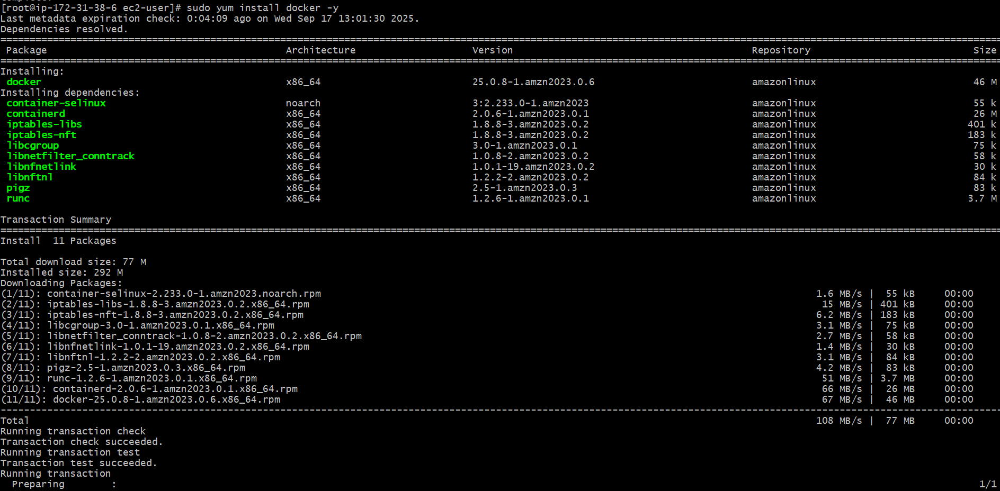 [root@ip-172-31-38-6 ec2-user]# sudo yum install docker -y
Last metadata expiration check: 0:04:09 ago on Wed Sep 17 13:01:30 2025.
Dependencies resolved.
Package Architecture Version Repository Size
Installing:
docker x86_64 25.0.8-1.amzn2023.0.6 amazonlinux 46 M
Installing dependencies:
container-selinux noarch 3:2.233.0-1.amzn2023 amazonlinux 55 k
containerd x86_64 2.0.6-1.amzn2023.0.1 amazonlinux 26 M
iptables-libs x86_64 1.8.8-3.amzn2023.0.2 amazonlinux 401 k
iptables-nft x86_64 1.8.8-3.amzn2023.0.2 amazonlinux 183 k
libcgroup x86_64 3.0-1.amzn2023.0.1 amazonlinux 75 k
libnetfilter_conntrack x86_64 1.0.8-2.amzn2023.0.2 amazonlinux 58 k
libnfnetlink x86_64 1.0.1-19.amzn2023.0.2 amazonlinux 30 k
libnftnl x86_64 1.2.2-2.amzn2023.0.2 amazonlinux 84 k
pigz x86_64 2.5-1.amzn2023.0.3 amazonlinux 83 k
runc x86_64 1.2.6-1.amzn2023.0.1 amazonlinux 3.7 M
Transaction Summary
Install 11 Packages
Total download size: 77 M
Installed size: 292 M
Downloading Packages:
(1/11): container-selinux-2.233.0-1.amzn2023.noarch.rpm 1.6 MB/s | 55 kB 00:00
(2/11): iptables-libs-1.8.8-3.amzn2023.0.2.x86_64.rpm 15 MB/s | 401 kB 00:00
(3/11): iptables-nft-1.8.8-3.amzn2023.0.2.x86_64.rpm 6.2 MB/s | 183 kB 00:00
(4/11): libcgroup-3.0-1.amzn2023.0.1.x86_64.rpm 3.1 MB/s | 75 kB 00:00
(5/11): libnetfilter_conntrack-1.0.8-2.amzn2023.0.2.x86_64.rpm 2.7 MB/s | 58 kB 00:00
(6/11): libnfnetlink-1.0.1-19.amzn2023.0.2.x86_64.rpm 1.4 MB/s | 30 kB 00:00
(7/11): libnftnl-1.2.2-2.amzn2023.0.2.x86_64.rpm 3.1 MB/s | 84 kB 00:00
(8/11): pigz-2.5-1.amzn2023.0.3.x86_64.rpm 4.2 MB/s | 83 kB 00:00
(9/11): runc-1.2.6-1.amzn2023.0.1.x86_64.rpm 51 MB/s | 3.7 MB 00:00
(10/11): containerd-2.0.6-1.amzn2023.0.1.x86_64.rpm 66 MB/s | 26 MB 00:00
(11/11): docker-25.0.8-1.amzn2023.0.6.x86_64.rpm 67 MB/s | 46 MB 00:00
Total 108 MB/s | 77 MB 00:00
Running transaction check
Transaction check succeeded.
Running transaction test
Transaction test succeeded.
Running transaction
Preparing : 1/1